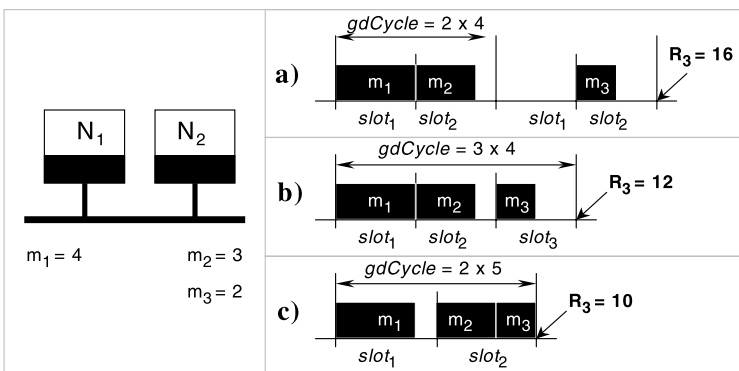 N1 N2
m1 = 4 m2 = 3
m3 = 2
a)
gdCycle = 2 x 4
m1 m2 m3
R3 = 16
slot1 slot2 slot1 slot2
b)
gdCycle = 3 x 4
m1 m2 m3
R3 = 12
slot1 slot2 slot3
c)
gdCycle = 2 x 5
m1 m2 m3
R3 = 10
slot1 slot2